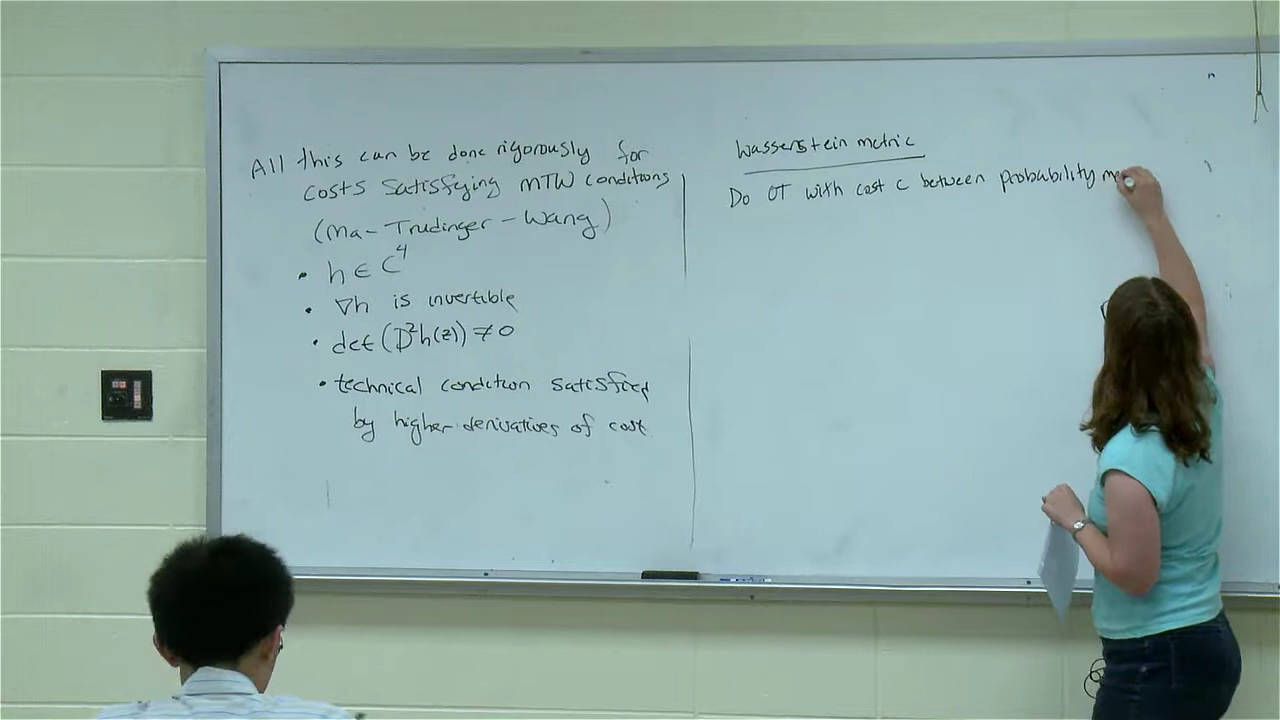 All this can be done rigorously for
costs satisfying MTW conditions
(Ma-Trudinger-Wang)
• h ∈ C⁴
• ∇h is invertible
• det(D²h(z)) ≠ 0
• technical condition satisfied
by higher derivatives of cost.
Wasserstein metric
Do OT with cost c between probability me